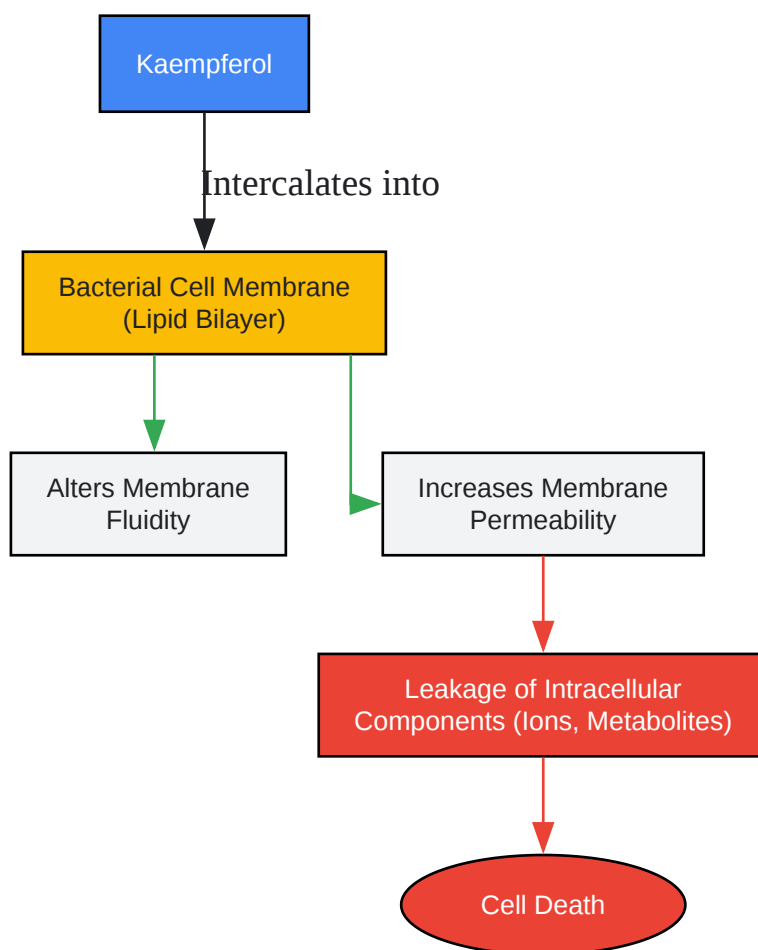 Kaempferol
Intercalates into
Bacterial Cell Membrane
(Lipid Bilayer)
Alters Membrane
Fluidity
Increases Membrane
Permeability
Leakage of Intracellular
Components (Ions, Metabolites)
Cell Death